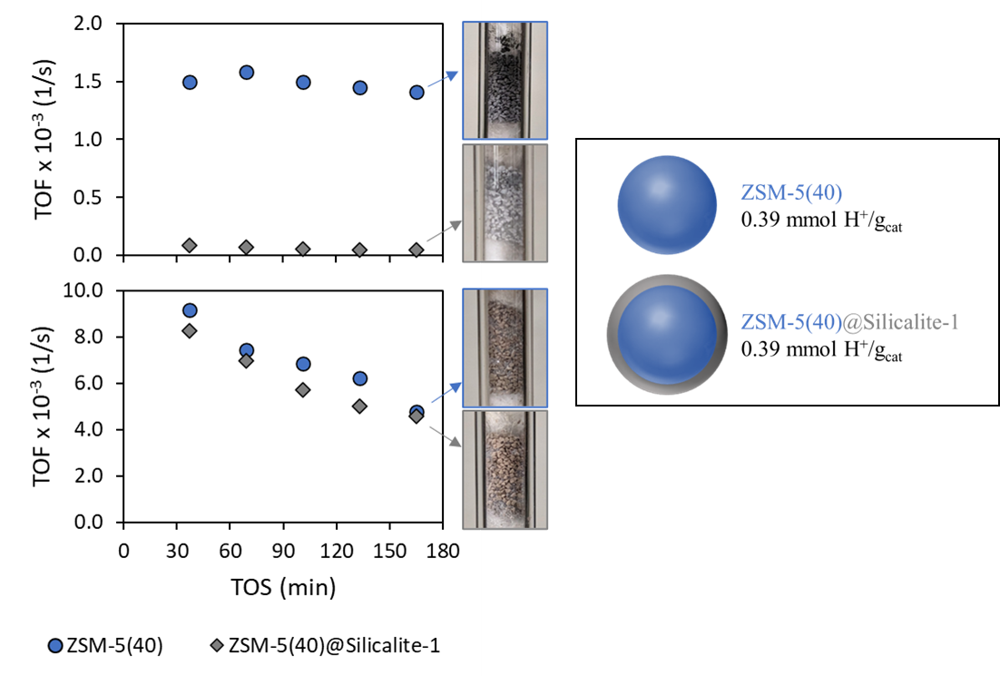 TOF x 10⁻³ (1/s)
2.0
1.5
1.0
0.5
0.0
TOF x 10⁻³ (1/s)
10.0
8.0
6.0
4.0
2.0
0.0
0 30 60 90 120 150 180
TOS (min)
ZSM-5(40) ZSM-5(40)@Silicalite-1
ZSM-5(40)
0.39 mmol H⁺/gcat
ZSM-5(40)@Silicalite-1
0.39 mmol H⁺/gcat